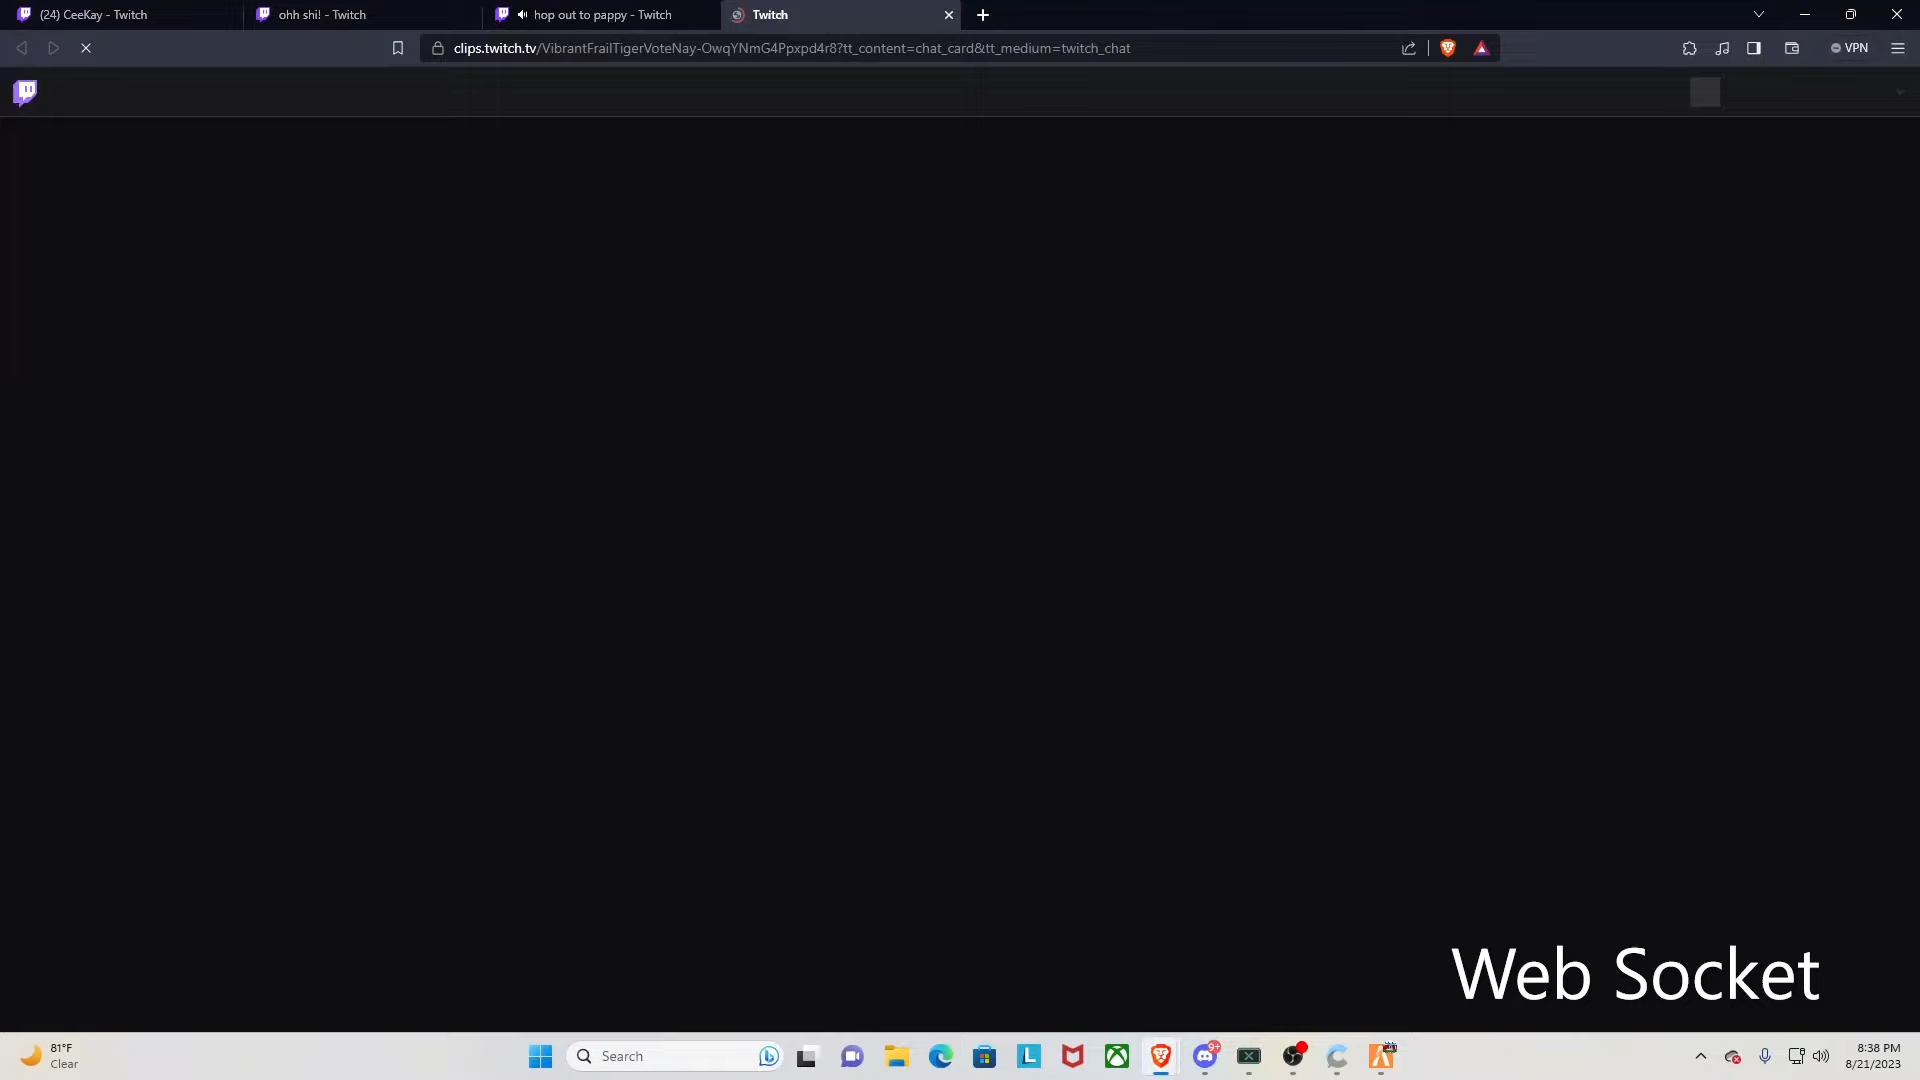 (24) CeeKay - Twitch
ohh shi! - Twitch
hop out to pappy - Twitch
Twitch
clips.twitch.tv/VibrantFrailTigerVoteNay-OwqYNmG4Ppxpd4r8?tt_content=chat_card&tt_medium=twitch_chat
VPN
Web Socket
81°F
Clear
Search
L
9+
8:38 PM
8/21/2023